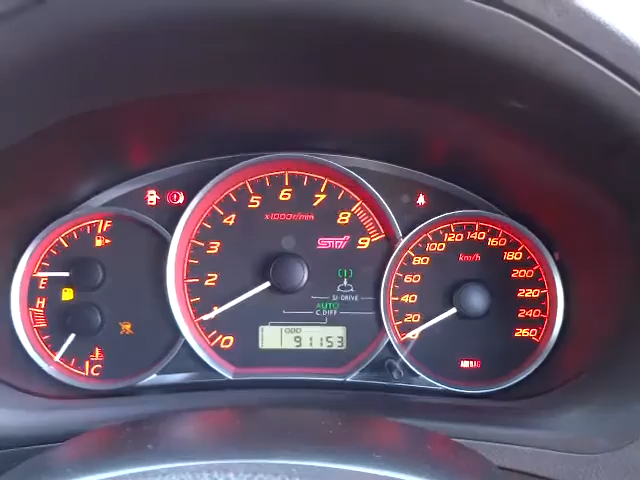 F
E
H
C
0
1
2
3
4
5
6
7
8
9
x1000r/min
STI
[I]
SI-DRIVE
AUTO
C.DIFF
ODO
91153
20
40
60
80
100
120
140
160
180
200
220
240
260
km/h
AIRBAG